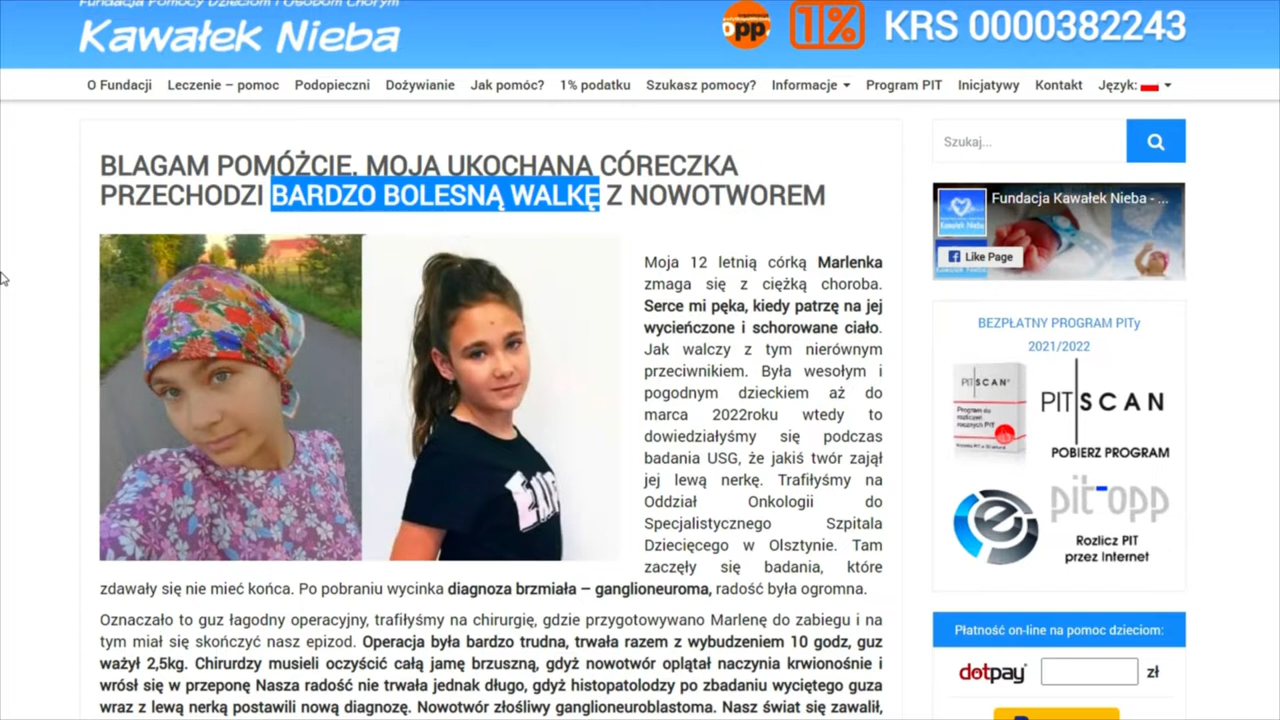 Fundacja Pomocy Dzieciom i Osobom Chorym
Kawałek Nieba
opp
1%
KRS 0000382243
O Fundacji Leczenie – pomoc Podopieczni Dożywianie Jak pomóc? 1% podatku Szukasz pomocy? Informacje Program PIT Inicjatywy Kontakt Język:
BŁAGAM POMÓŻCIE. MOJA UKOCHANA CÓRECZKA
PRZECHODZI BARDZO BOLESNĄ WALKĘ Z NOWOTWOREM
Moja 12 letnią córką Marlenka
zmaga się z ciężką choroba.
Serce mi pęka, kiedy patrzę na jej
wycieńczone i schorowane ciało.
Jak walczy z tym nierównym
przeciwnikiem. Była wesołym i
pogodnym dzieckiem aż do
marca 2022roku wtedy to
dowiedziałyśmy się podczas
badania USG, że jakiś twór zajął
jej lewą nerkę. Trafiłyśmy na
Oddział Onkologii do
Specjalistycznego Szpitala
Dziecięcego w Olsztynie. Tam
zaczęły się badania, które
zdawały się nie mieć końca. Po pobraniu wycinka diagnoza brzmiała – ganglioneuroma, radość była ogromna.
Oznaczało to guz łagodny operacyjny, trafiłyśmy na chirurgię, gdzie przygotowywano Marlenę do zabiegu i na
tym miał się skończyć nasz epizod. Operacja była bardzo trudna, trwała razem z wybudzeniem 10 godz, guz
ważył 2,5kg. Chirurdzy musieli oczyścić całą jamę brzuszną, gdyż nowotwór oplątał naczynia krwionośnie i
wrósł się w przeponę Nasza radość nie trwała jednak długo, gdyż histopatolodzy po zbadaniu wyciętego guza
wraz z lewą nerką postawili nową diagnozę. Nowotwór złośliwy ganglioneuroblastoma. Nasz świat się zawalił,
Szukaj...
Fundacja Kawałek Nieba - ...
Kawałek Nieba
Like Page
BEZPŁATNY PROGRAM PITy
2021/2022
PITSCAN
Program do
rozliczeń
rocznych PIT
PIT SCAN
POBIERZ PROGRAM
pit-opp
Rozlicz PIT
przez Internet
Płatność on-line na pomoc dzieciom:
dotpay
zł